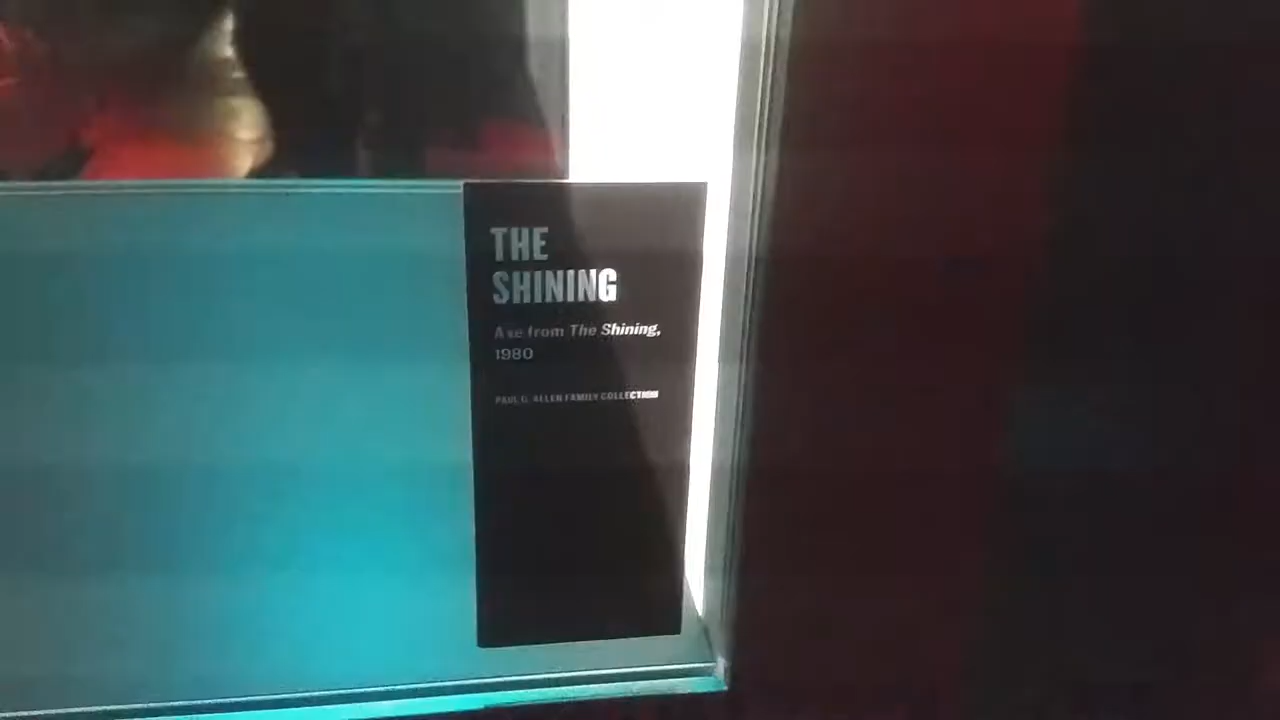 THE
SHINING
Axe from The Shining,
1980
PAUL G. ALLEN FAMILY COLLECTION